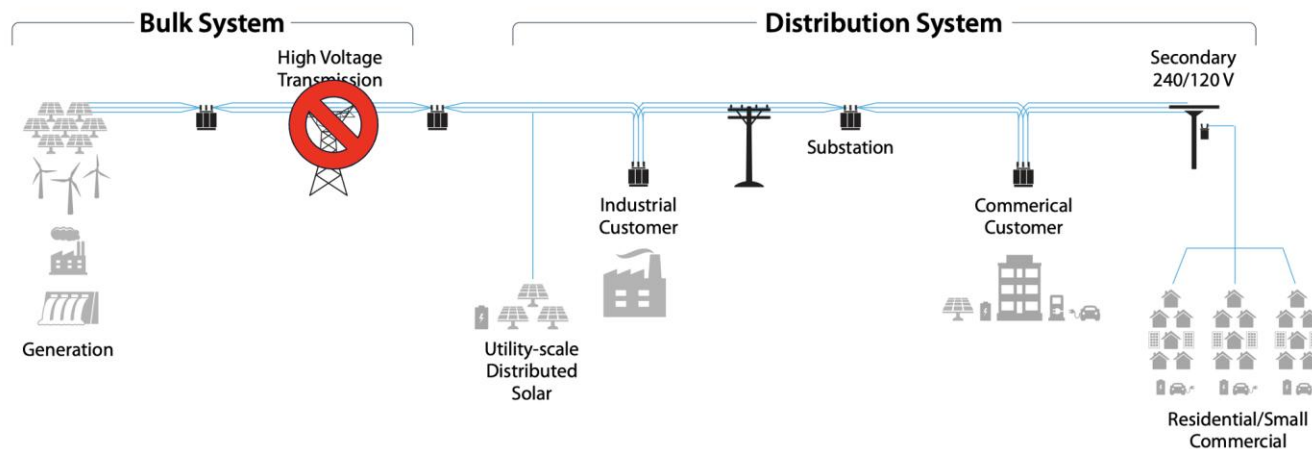 Bulk System
Distribution System
High Voltage
Transmission
Secondary
240/120 V
Substation
Industrial
Customer
Commerical
Customer
Generation
Utility-scale
Distributed
Solar
Residential/Small
Commercial